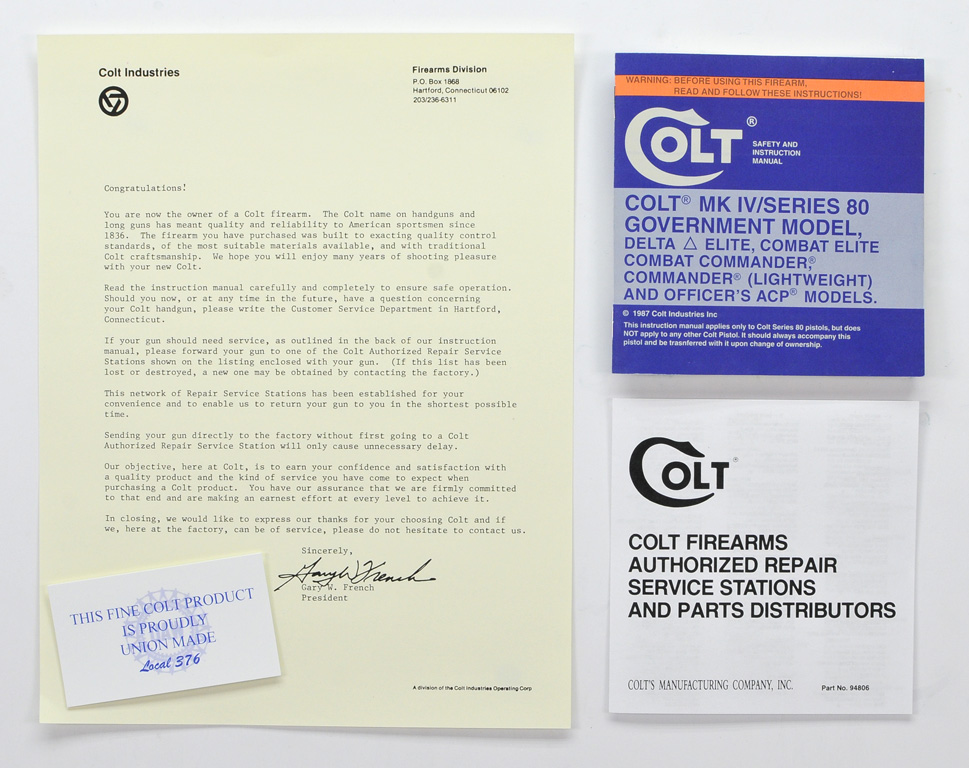 Colt Industries
Firearms Division
P.O. Box 1868
Hartford, Connecticut 06102
203/236-6311
Congratulations!
You are now the owner of a Colt firearm. The Colt name on handguns and
long guns has meant quality and reliability to American sportsmen since
1836. The firearm you have purchased was built to exacting quality control
standards, of the most suitable materials available, and with traditional
Colt craftsmanship. We hope you will enjoy many years of shooting pleasure
with your new Colt.
Read the instruction manual carefully and completely to ensure safe operation.
Should you now, or at any time in the future, have a question concerning
your Colt handgun, please write the Customer Service Department in Hartford,
Connecticut.
If your gun should need service, as outlined in the back of our instruction
manual, please forward your gun to one of the Colt Authorized Repair Service
Stations shown on the listing enclosed with your gun. (If this list has been
lost or destroyed, a new one may be obtained by contacting the factory.)
This network of Repair Service Stations has been established for your
convenience and to enable us to return your gun to you in the shortest possible
time.
Sending your gun directly to the factory without first going to a Colt
Authorized Repair Service Station will only cause unnecessary delay.
Our objective, here at Colt, is to earn your confidence and satisfaction with
a quality product and the kind of service you have come to expect when
purchasing a Colt product. You have our assurance that we are firmly committed
to that end and are making an earnest effort at every level to achieve it.
In closing, we would like to express our thanks for your choosing Colt and if
we, here at the factory, can be of service, please do not hesitate to contact us.
Sincerely,
Gary W. French
Gary W. French
President
A division of the Colt Industries Operating Corp
THIS FINE COLT PRODUCT
IS PROUDLY
UNION MADE
Local 376
WARNING: BEFORE USING THIS FIREARM,
READ AND FOLLOW THESE INSTRUCTIONS!
COLT®
SAFETY AND
INSTRUCTION
MANUAL
COLT® MK IV/SERIES 80
GOVERNMENT MODEL,
DELTA △ ELITE, COMBAT ELITE
COMBAT COMMANDER,®
COMMANDER® (LIGHTWEIGHT)
AND OFFICER'S ACP® MODELS.
© 1987 Colt Industries Inc
This instruction manual applies only to Colt Series 80 pistols, but does
NOT apply to any other Colt Pistol. It should always accompany this
pistol and be trasnferred with it upon change of ownership.
COLT®
COLT FIREARMS
AUTHORIZED REPAIR
SERVICE STATIONS
AND PARTS DISTRIBUTORS
COLT'S MANUFACTURING COMPANY, INC.
Part No. 94806